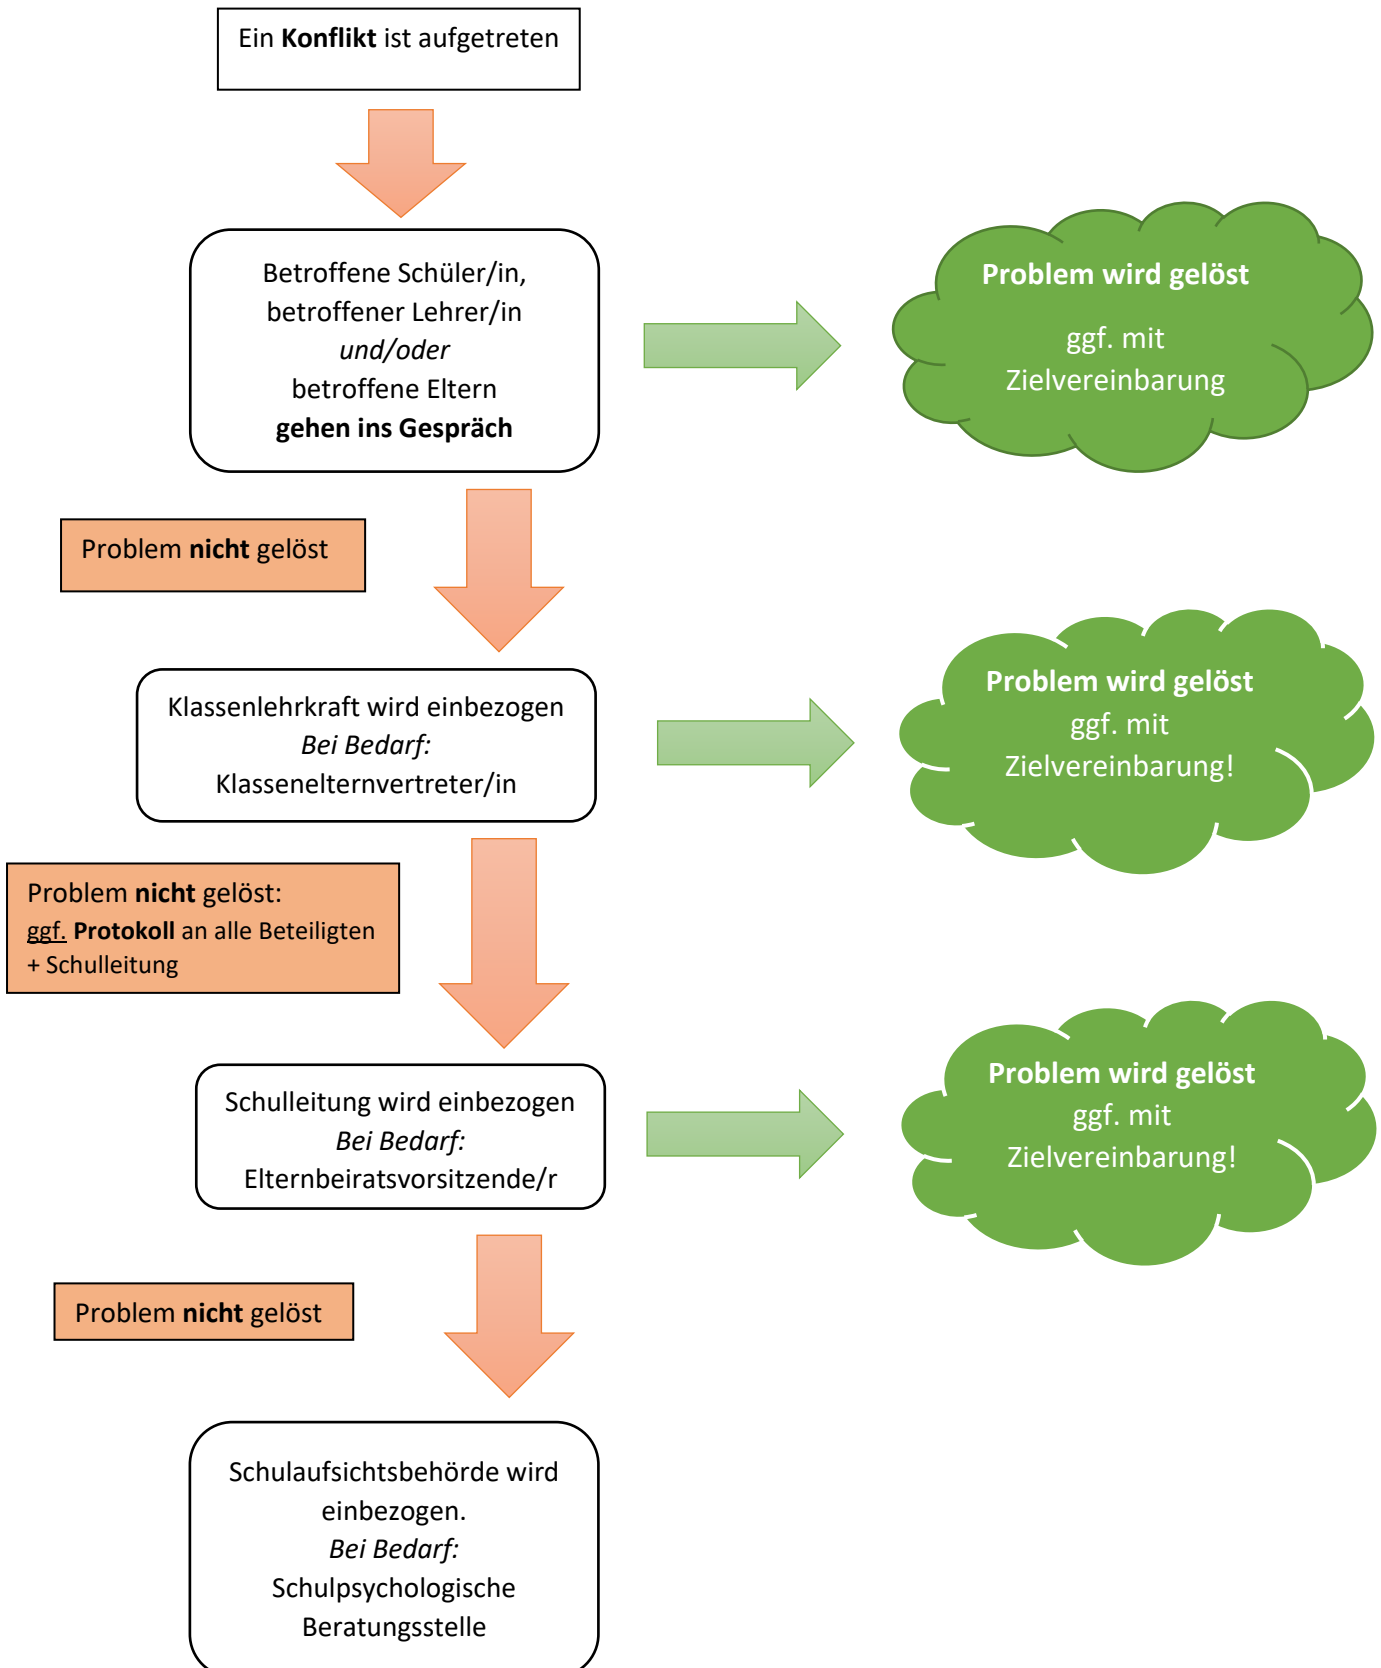 Ein Konflikt ist aufgetreten
Betroffene Schüler/in,
betroffener Lehrer/in
und/oder
betroffene Eltern
gehen ins Gespräch
Problem wird gelöst
ggf. mit
Zielvereinbarung
Problem nicht gelöst
Klassenlehrkraft wird einbezogen
Bei Bedarf:
Klassenelternvertreter/in
Problem wird gelöst
ggf. mit
Zielvereinbarung!
Problem nicht gelöst:
ggf. Protokoll an alle Beteiligten
+ Schulleitung
Schulleitung wird einbezogen
Bei Bedarf:
Elternbeiratsvorsitzende/r
Problem wird gelöst
ggf. mit
Zielvereinbarung!
Problem nicht gelöst
Schulaufsichtsbehörde wird
einbezogen.
Bei Bedarf:
Schulpsychologische
Beratungsstelle